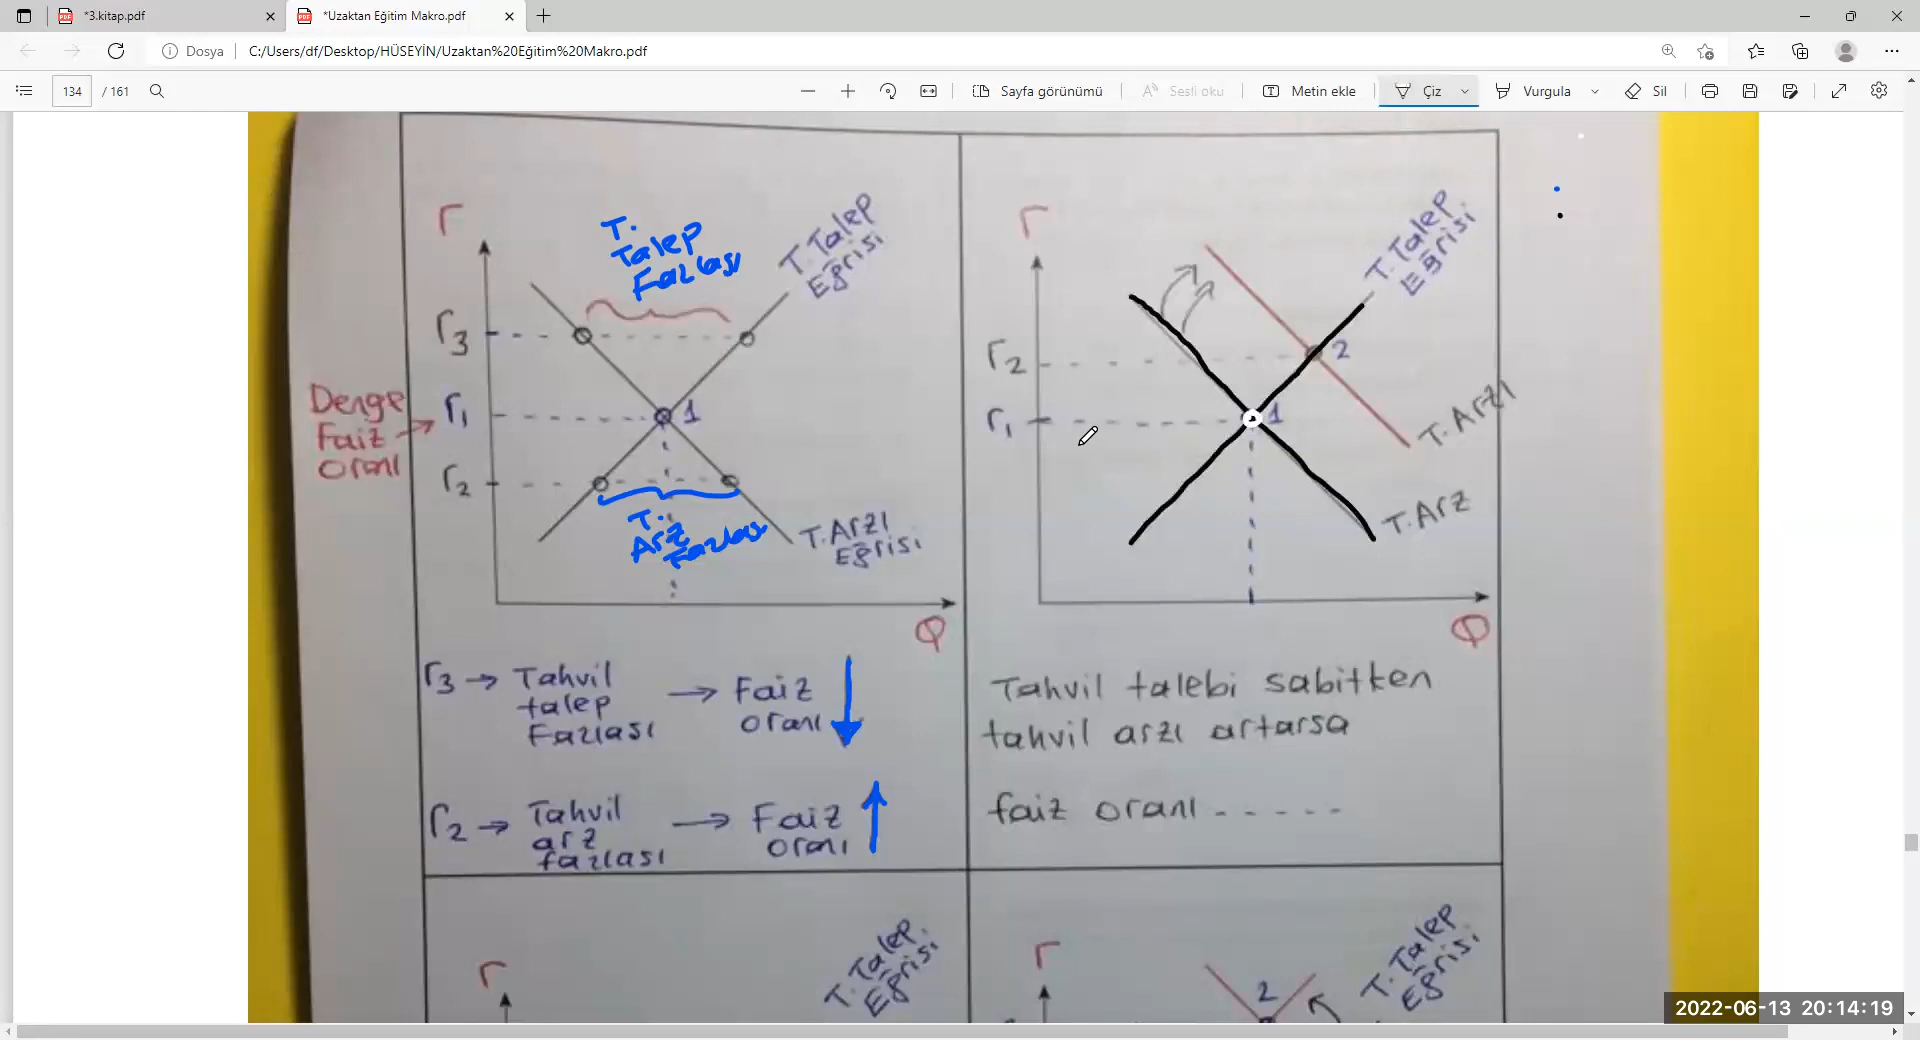 *3.kitap.pdf
*Uzaktan Eğitim Makro.pdf
Dosya
C:/Users/df/Desktop/HÜSEYİN/Uzaktan%20Eğitim%20Makro.pdf
134 / 161
Sayfa görünümü
Sesli oku
Metin ekle
Çiz
Vurgula
Sil
r
T.
Talep
Fazlası
T. Talep
Eğrisi
r3
Denge
Faiz
oranı
r1
1
r2
T.
Arz
Fazlası
T. Arzı
Eğrisi
Q
r3 → Tahvil
talep
Fazlası
→ Faiz
oranı ↓
r2 → Tahvil
arz
fazlası
→ Faiz
oranı ↑
r
T. Talep
Eğrisi
r2
2
r1
1
T. Arzı
T. Arz
Q
Tahvil talebi sabitken
tahvil arzı artarsa
faiz oranı - - - - -
r
T. Talep
Eğrisi
r
2
T. Talep
Eğrisi
2022-06-13 20:14:19